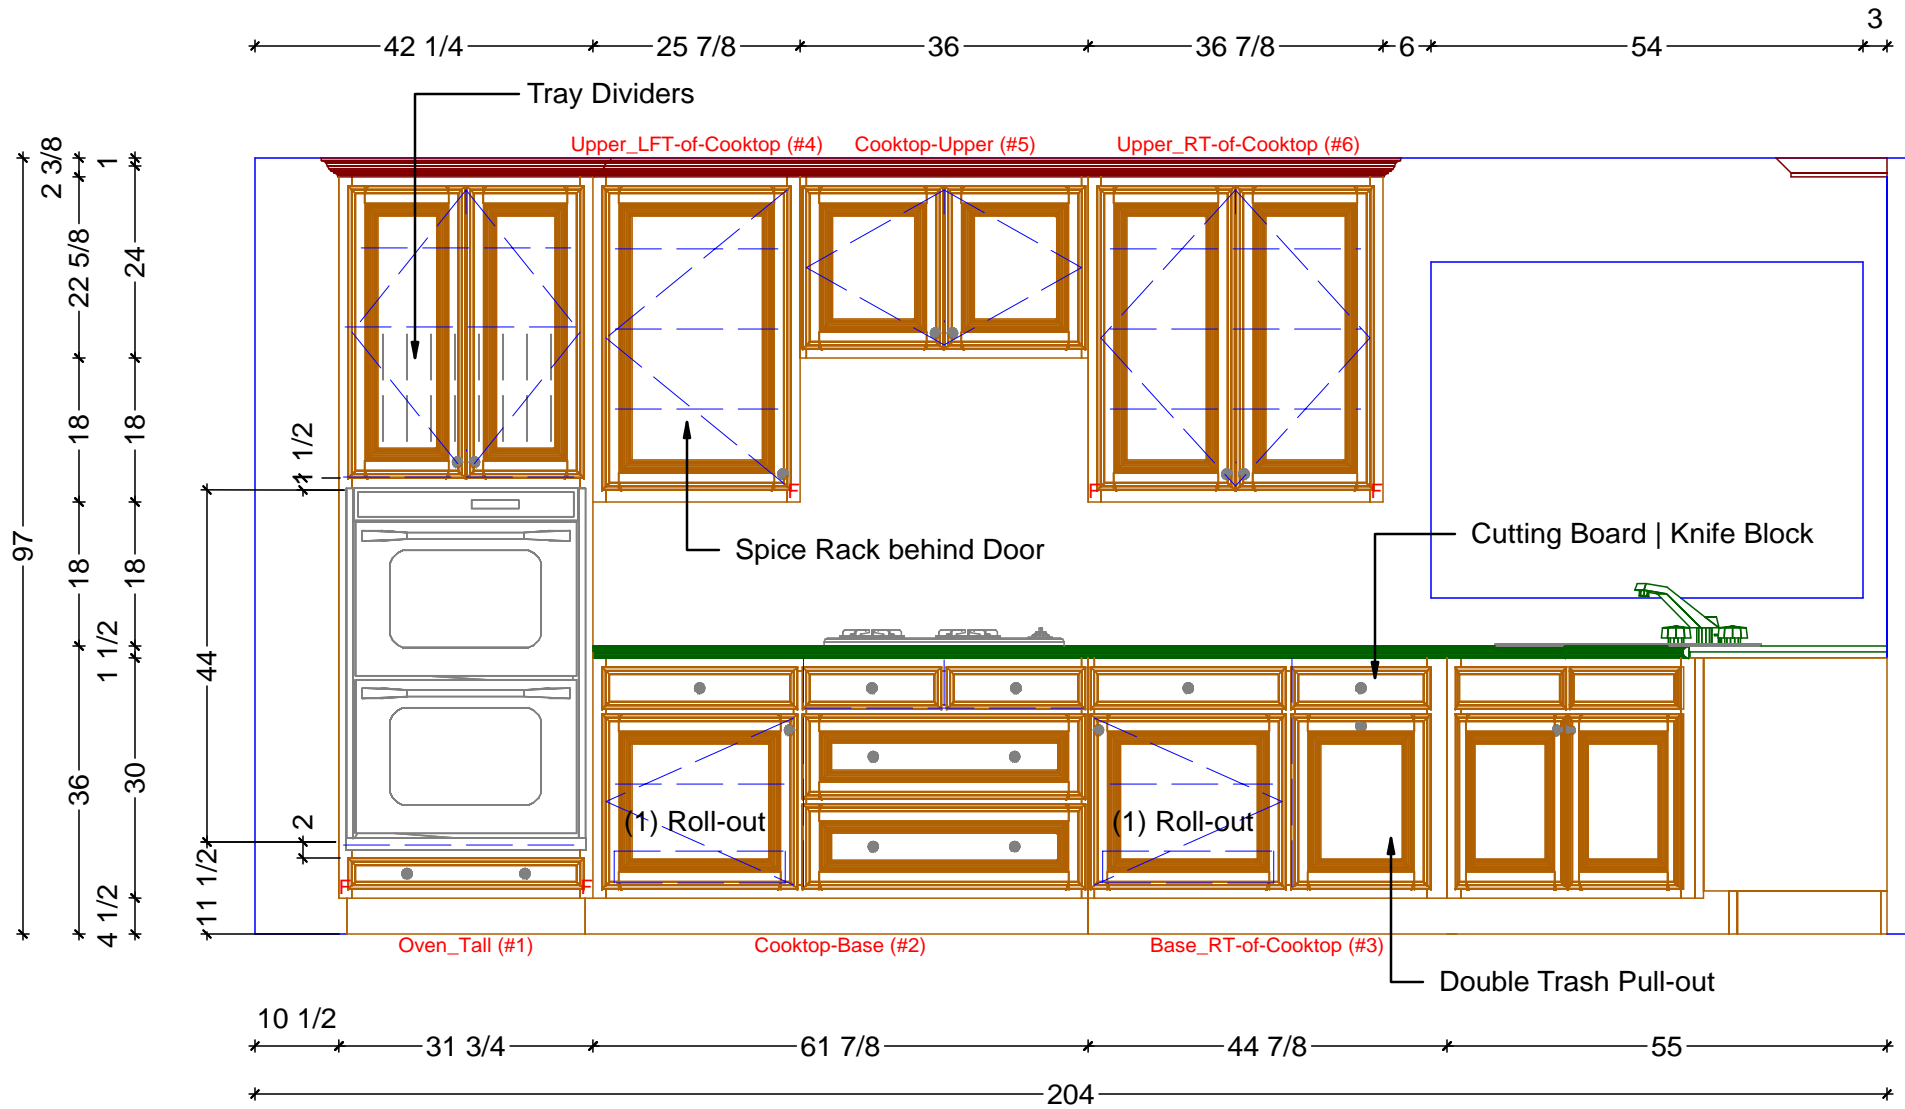 3
42 1/4
25 7/8
36
36 7/8
6
54
Tray Dividers
Upper_LFT-of-Cooktop (#4)
Cooktop-Upper (#5)
Upper_RT-of-Cooktop (#6)
2 3/8
1
22 5/8
24
18
18
1 1/2
F
F
F
97
18
18
Spice Rack behind Door
Cutting Board | Knife Block
1 1/2
44
36
30
2
(1) Roll-out
(1) Roll-out
11 1/2
4 1/2
F
F
Oven_Tall (#1)
Cooktop-Base (#2)
Base_RT-of-Cooktop (#3)
Double Trash Pull-out
10 1/2
31 3/4
61 7/8
44 7/8
55
204